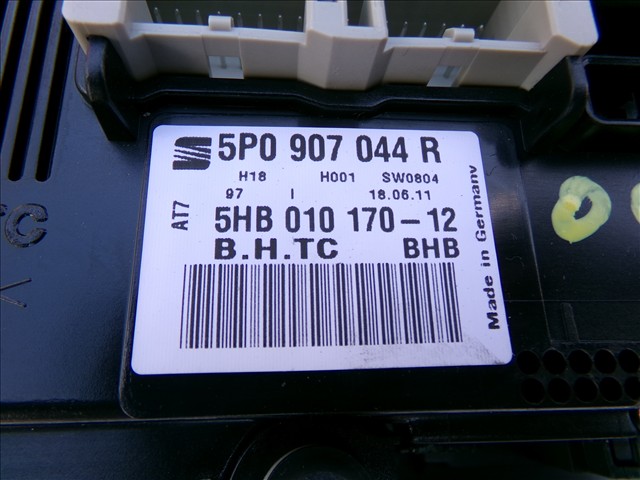 5P0 907 044 R
H18 H001 SW0804
97 I 18.06.11
AT7
5HB 010 170-12
B.H.TC BHB
Made in Germany
TC